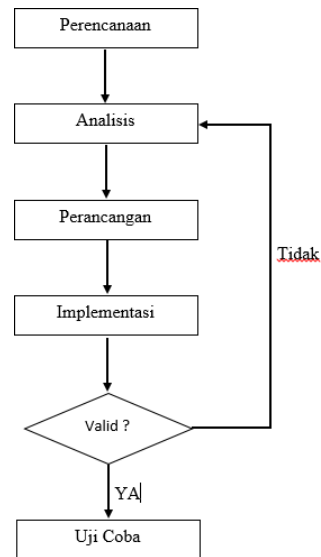 Perencanaan
Analisis
Perancangan
Tidak
Implementasi
Valid ?
YA
Uji Coba